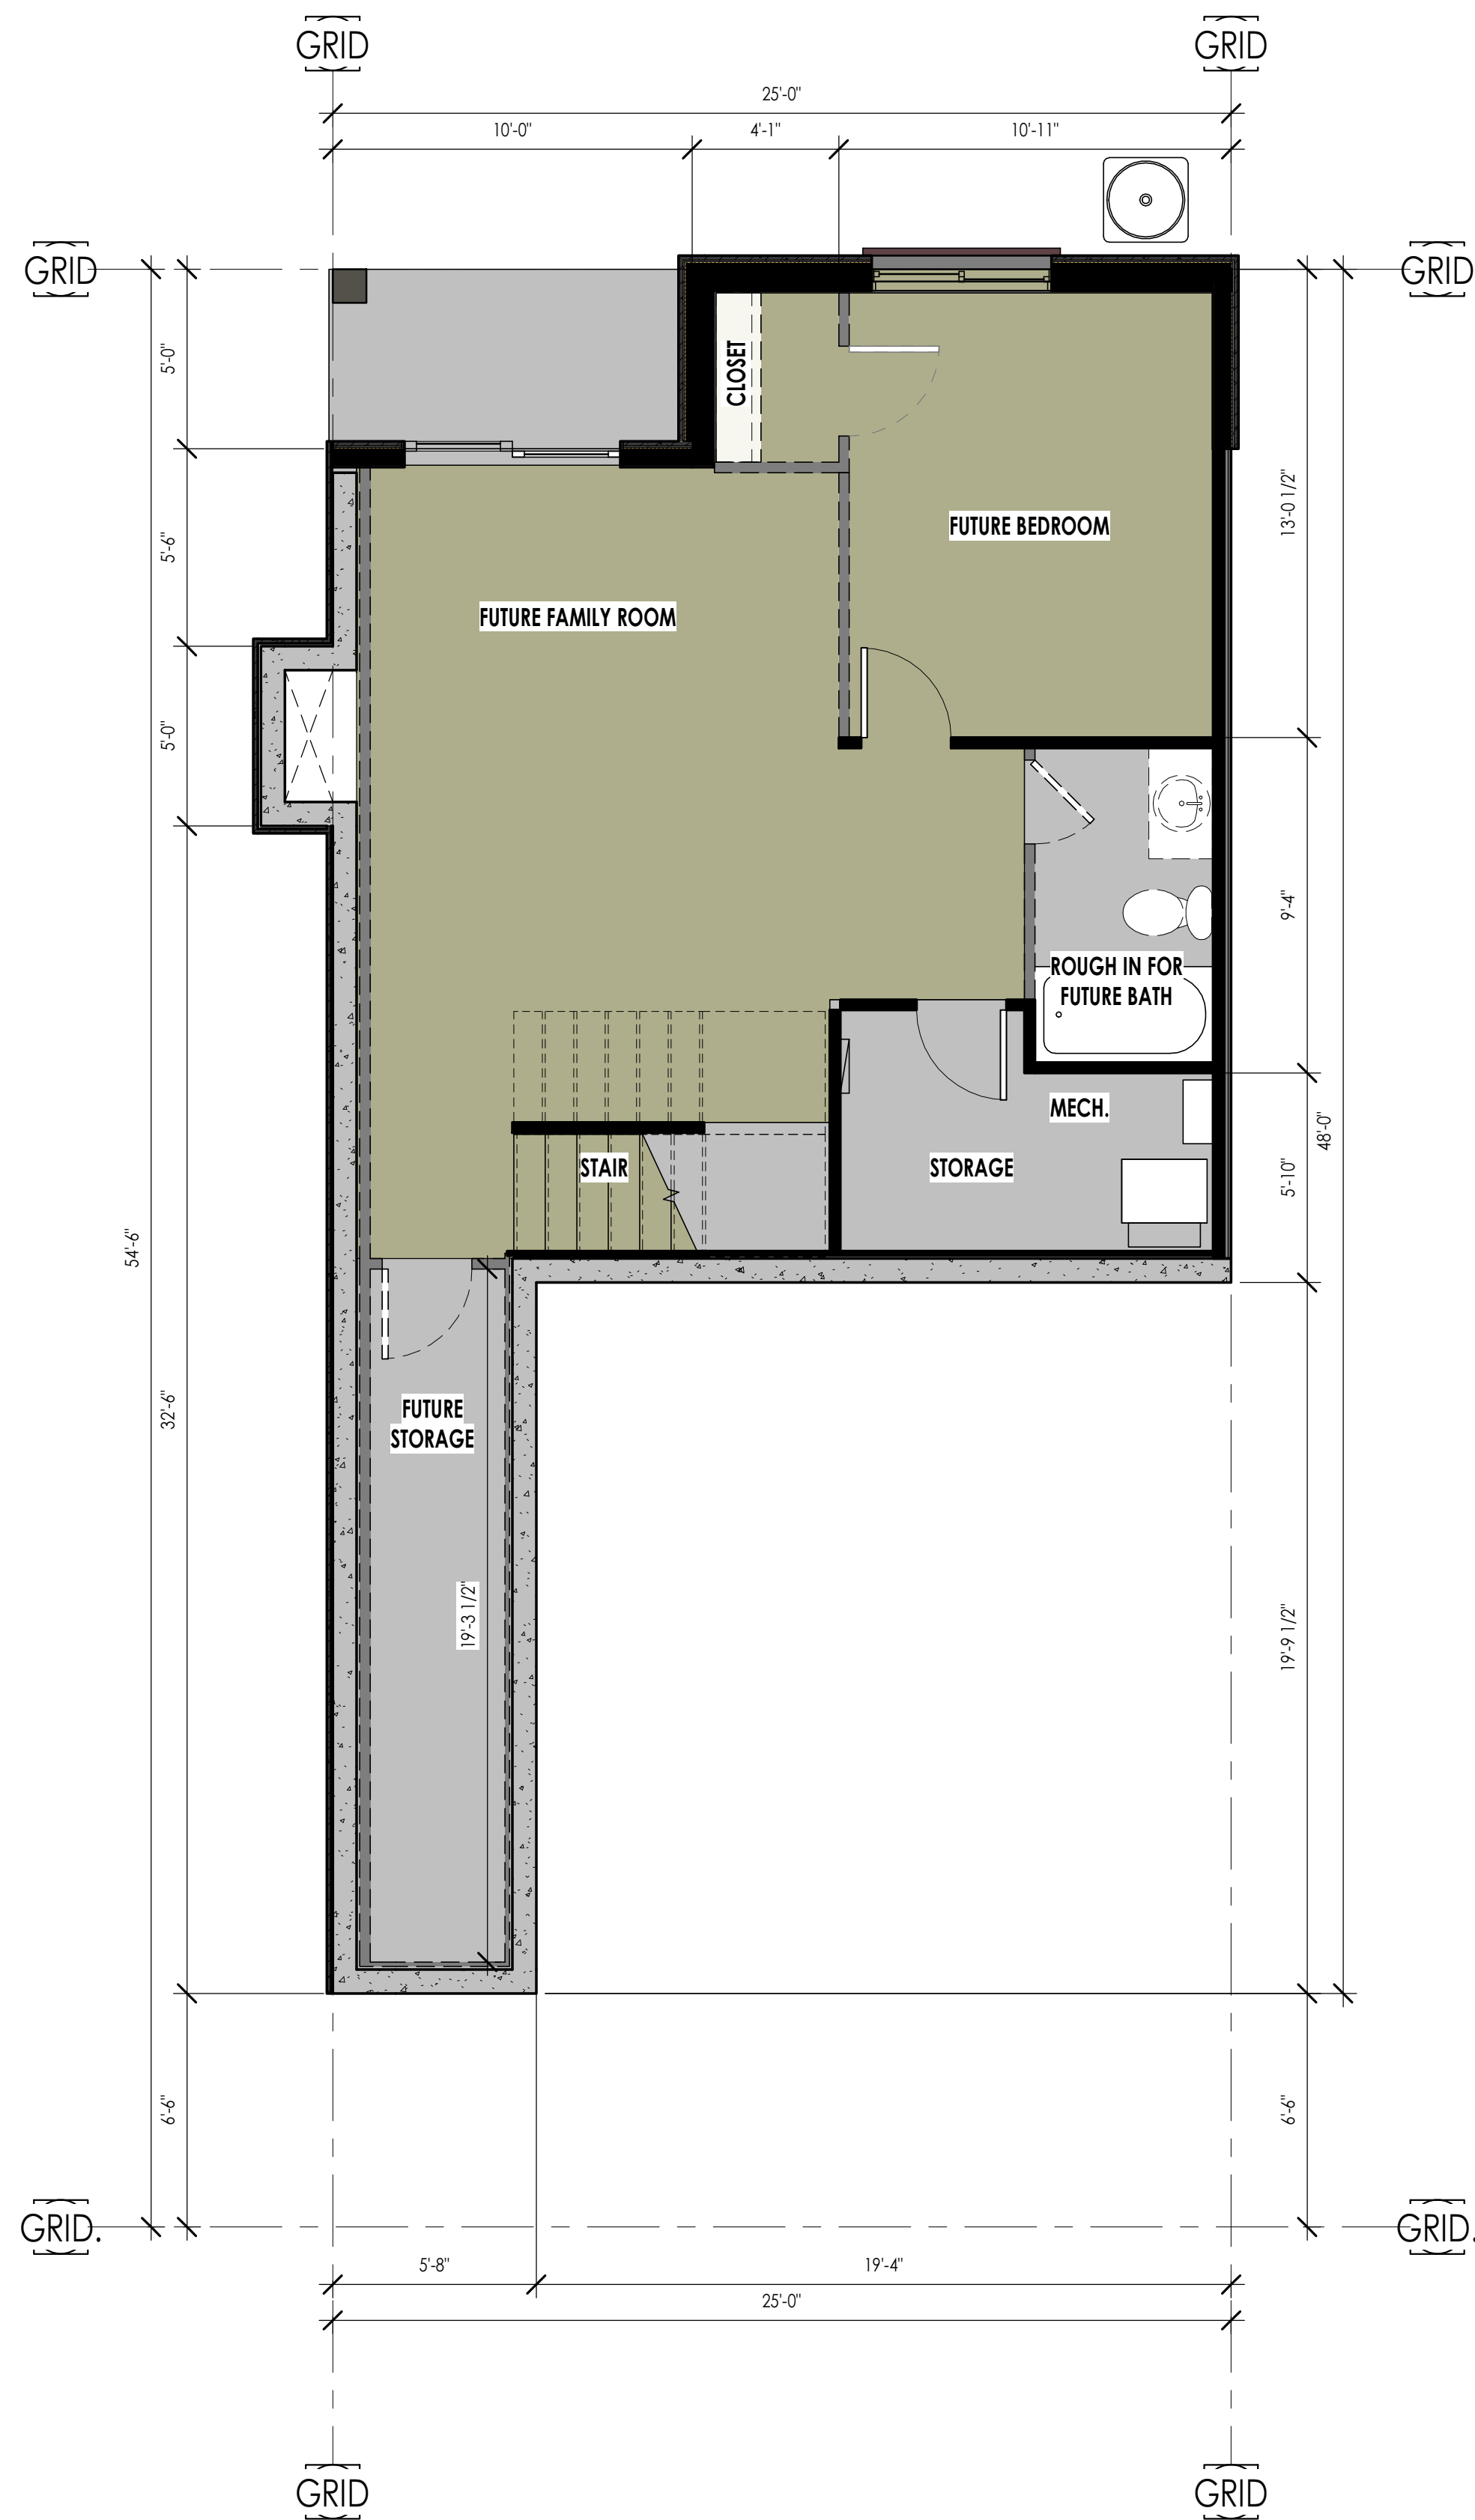 GRID
GRID
25'-0"
10'-0"
4'-1"
10'-11"
GRID
GRID
5'-0"
CLOSET
13'-0 1/2"
5'-6"
FUTURE BEDROOM
FUTURE FAMILY ROOM
5'-0"
9'-4"
ROUGH IN FOR
FUTURE BATH
MECH.
48'-0"
STAIR
STORAGE
5'-10"
54'-6"
32'-6"
FUTURE
STORAGE
19'-3 1/2"
19'-9 1/2"
6'-6"
6'-6"
GRID.
GRID.
5'-8"
19'-4"
25'-0"
GRID
GRID